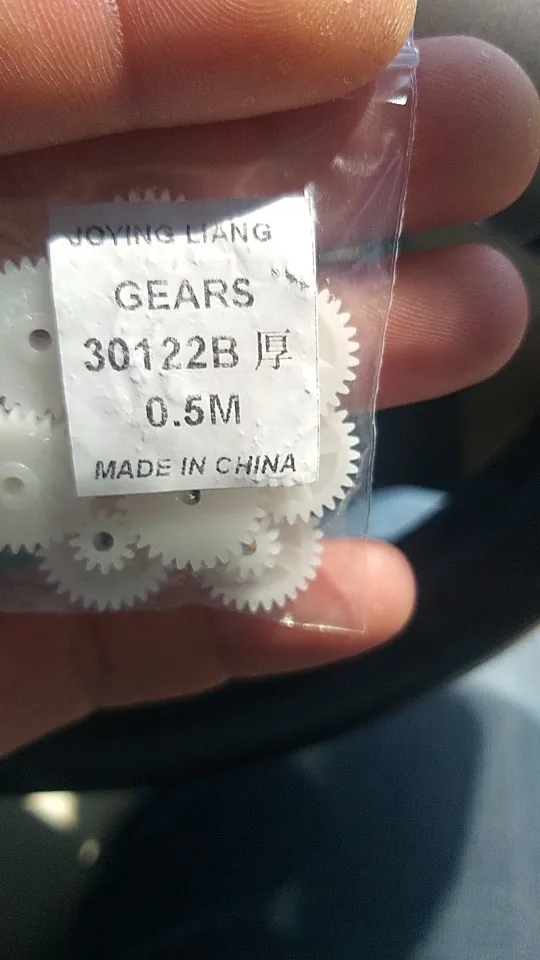 JOYING LIANG
GEARS
30122B 厚
0.5M
MADE IN CHINA